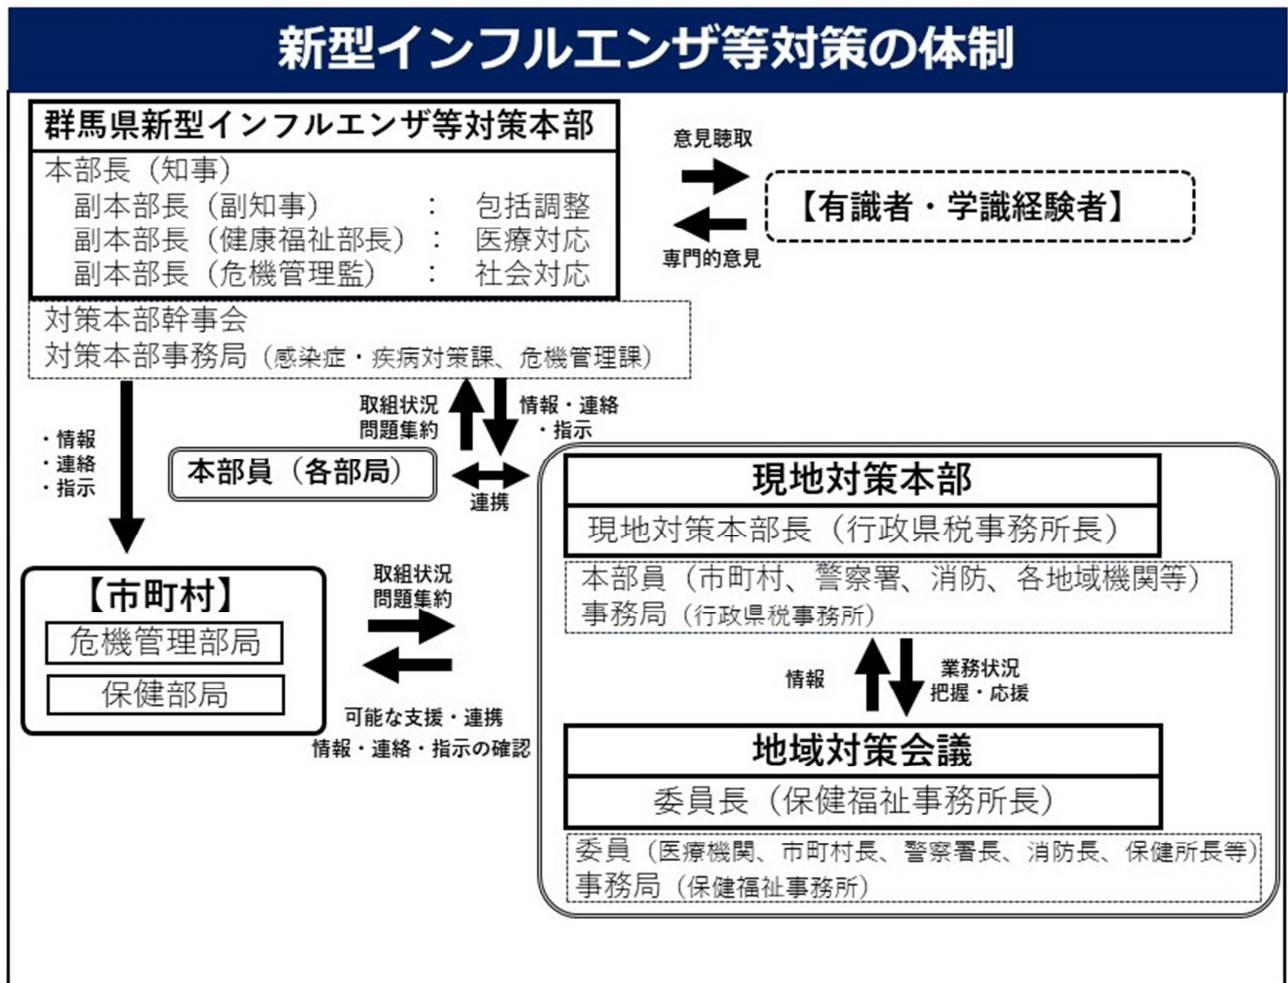 新型インフルエンザ等対策の体制
群馬県新型インフルエンザ等対策本部
本部長（知事）
副本部長（副知事）　：　包括調整
副本部長（健康福祉部長）：　医療対応
副本部長（危機管理監）　：　社会対応
対策本部幹事会
対策本部事務局（感染症・疾病対策課、危機管理課）
意見聴取
【有識者・学識経験者】
専門的意見
・情報
・連絡
・指示
取組状況
問題集約
情報・連絡
・指示
本部員（各部局）
連携
現地対策本部
現地対策本部長（行政県税事務所長）
本部員（市町村、警察署、消防、各地域機関等）
事務局（行政県税事務所）
【市町村】
危機管理部局
保健部局
取組状況
問題集約
可能な支援・連携
情報・連絡・指示の確認
情報
業務状況
把握・応援
地域対策会議
委員長（保健福祉事務所長）
委員（医療機関、市町村長、警察署長、消防長、保健所長等）
事務局（保健福祉事務所）